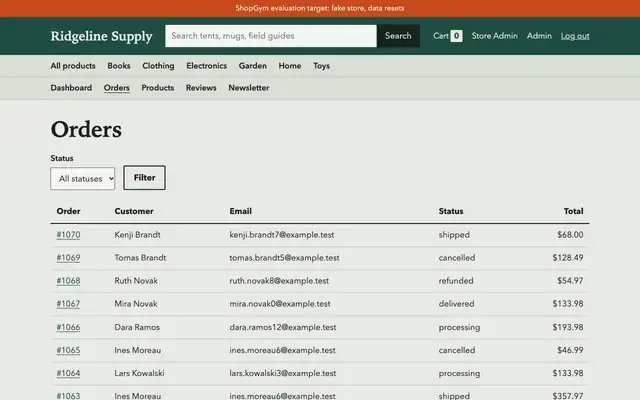 ShopGym evaluation target: fake store, data resets
Ridgeline Supply
Search tents, mugs, field guides
Search
Cart 0
Store Admin
Admin
Log out
All products
Books
Clothing
Electronics
Garden
Home
Toys
Dashboard
Orders
Products
Reviews
Newsletter
Orders
Status
All statuses
Filter
Order Customer Email Status Total
#1070 Kenji Brandt kenji.brandt7@example.test shipped $68.00
#1069 Tomas Brandt tomas.brandt5@example.test cancelled $128.49
#1068 Ruth Novak ruth.novak8@example.test refunded $54.97
#1067 Mira Novak mira.novak0@example.test delivered $133.98
#1066 Dara Ramos dara.ramos12@example.test processing $193.98
#1065 Ines Moreau ines.moreau6@example.test cancelled $46.99
#1064 Lars Kowalski lars.kowalski3@example.test processing $133.98
#1063 Ines Moreau ines.moreau6@example.test shipped $357.97